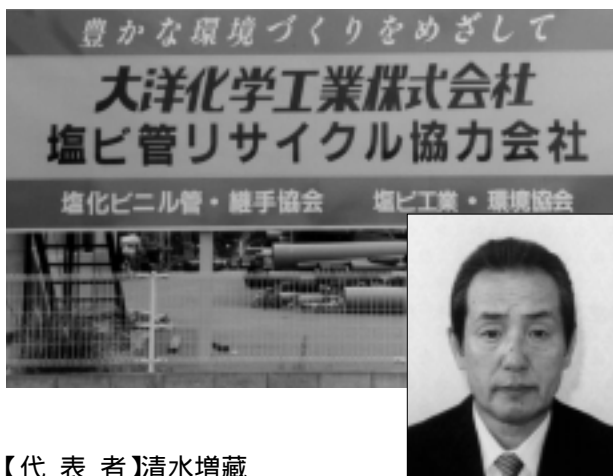 豊かな環境づくりをめざして
大洋化学工業株式会社
塩ビ管リサイクル協力会社
塩化ビニル管・継手協会 塩ビ工業・環境協会
【代 表 者】清水増藏